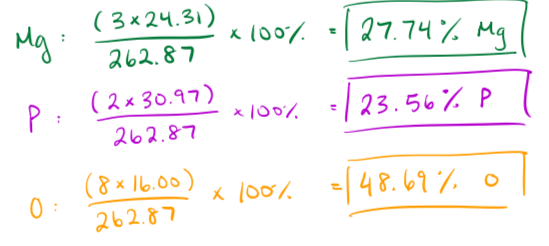 Mg: (3×24.31)/262.87 × 100% = 27.74% Mg
P: (2×30.97)/262.87 × 100% = 23.56% P
O: (8×16.00)/262.87 × 100% = 48.69% O